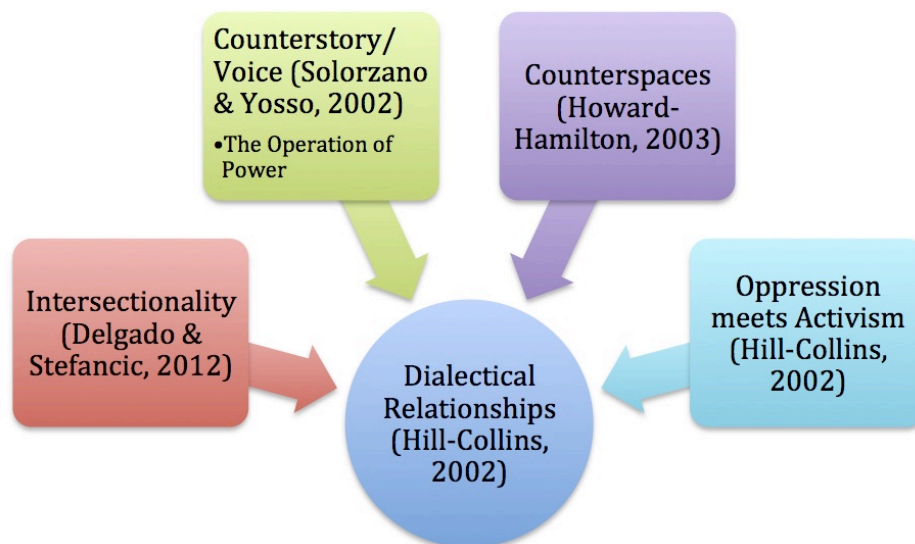 Counterstory/
Voice (Solorzano
& Yosso, 2002)
•The Operation of
Power
Counterspaces
(Howard-
Hamilton, 2003)
Intersectionality
(Delgado &
Stefancic, 2012)
Oppression
meets Activism
(Hill-Collins,
2002)
Dialectical
Relationships
(Hill-Collins,
2002)